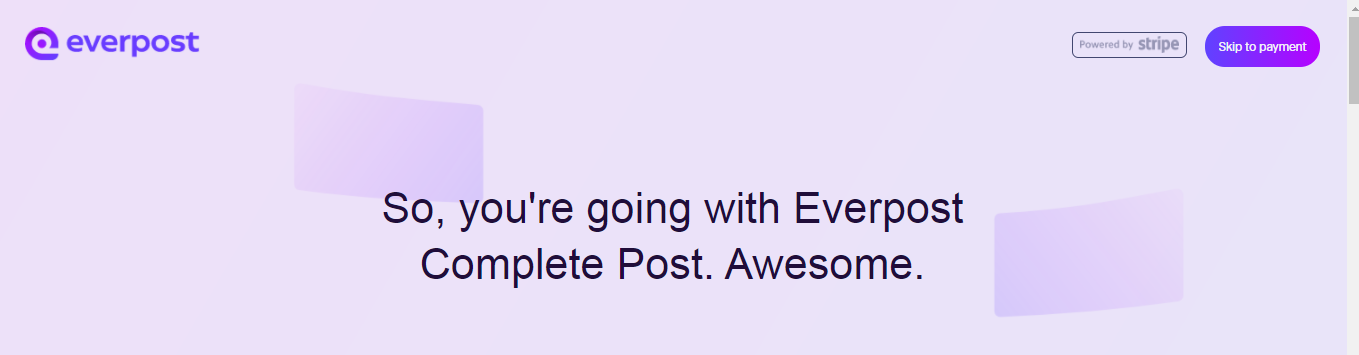 everpost
Powered by stripe
Skip to payment
So, you're going with Everpost
Complete Post. Awesome.